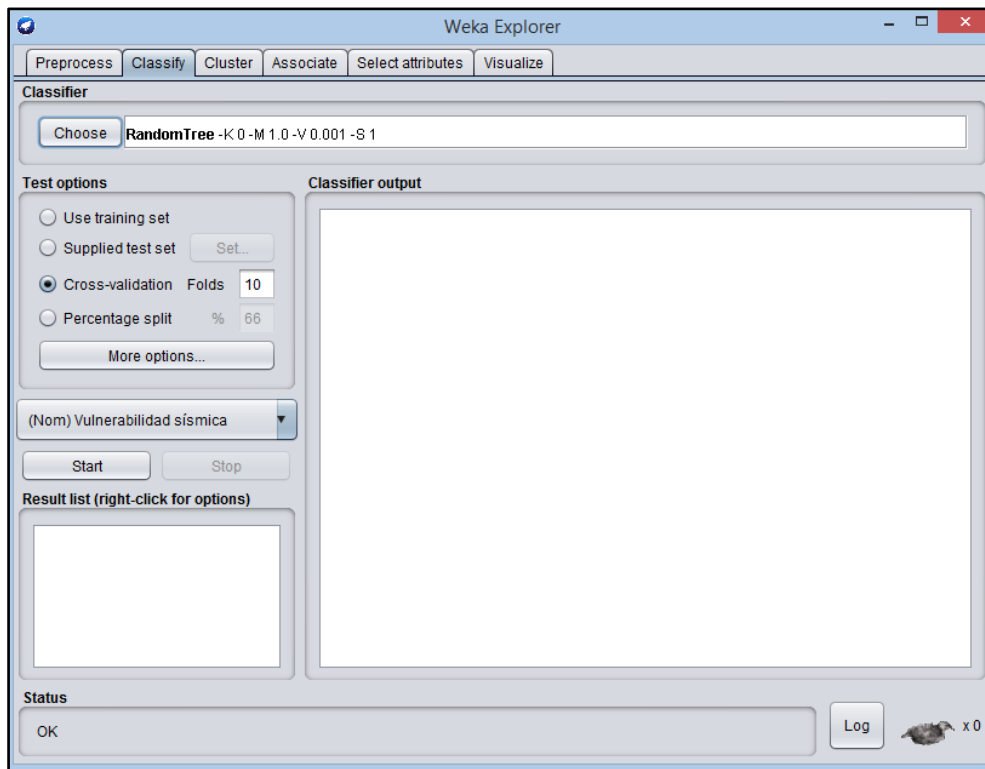 Weka Explorer
Preprocess Classify Cluster Associate Select attributes Visualize
Classifier
Choose RandomTree -K 0 -M 1.0 -V 0.001 -S 1
Test options
Use training set
Supplied test set Set...
Cross-validation Folds 10
Percentage split % 66
More options...
(Nom) Vulnerabilidad sísmica
Start Stop
Result list (right-click for options)
Classifier output
Status
OK
Log
x 0